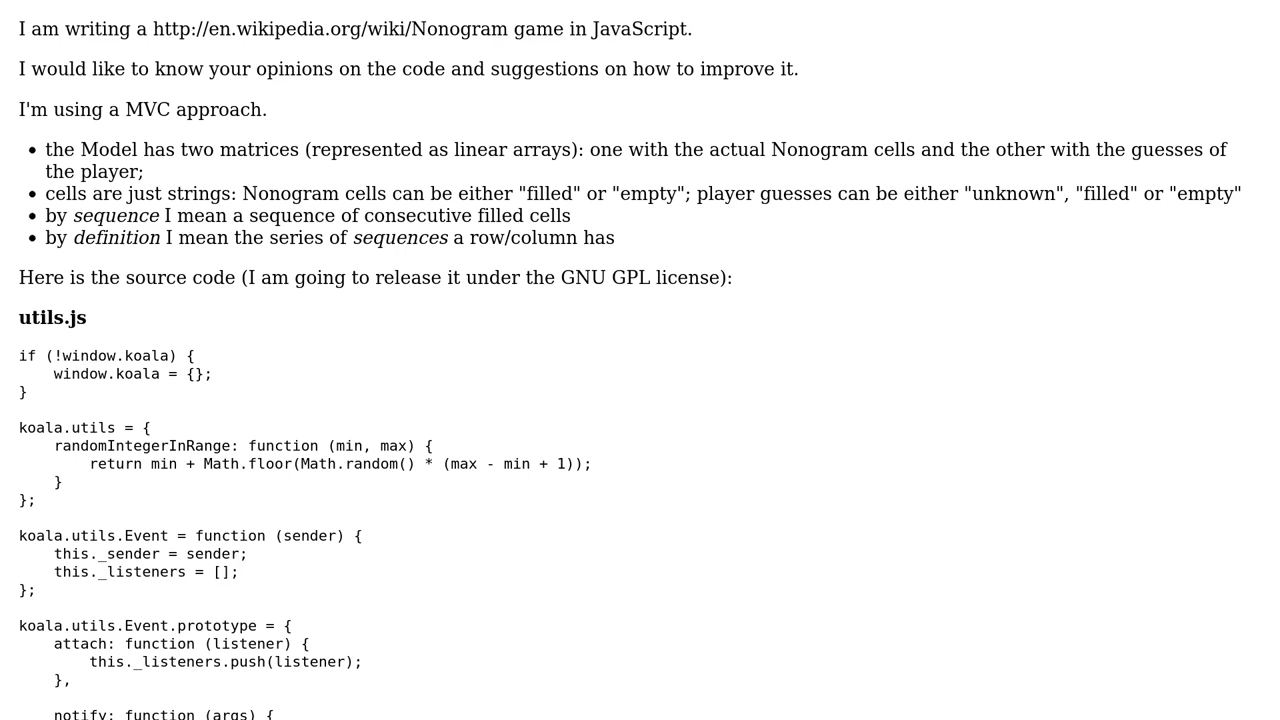 I am writing a http://en.wikipedia.org/wiki/Nonogram game in JavaScript.
I would like to know your opinions on the code and suggestions on how to improve it.
I'm using a MVC approach.
• the Model has two matrices (represented as linear arrays): one with the actual Nonogram cells and the other with the guesses of
the player;
• cells are just strings: Nonogram cells can be either "filled" or "empty"; player guesses can be either "unknown", "filled" or "empty"
• by sequence I mean a sequence of consecutive filled cells
• by definition I mean the series of sequences a row/column has
Here is the source code (I am going to release it under the GNU GPL license):
utils.js
if (!window.koala) {
    window.koala = {};
}
koala.utils = {
    randomIntegerInRange: function (min, max) {
        return min + Math.floor(Math.random() * (max - min + 1));
    }
};
koala.utils.Event = function (sender) {
    this._sender = sender;
    this._listeners = [];
};
koala.utils.Event.prototype = {
    attach: function (listener) {
        this._listeners.push(listener);
    },
    notify: function (args) {